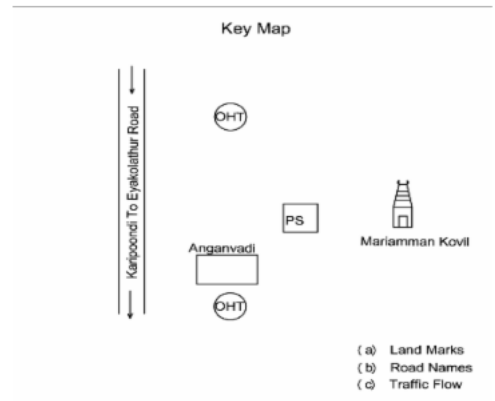 Key Map
Karipoondi To Eyakolathur Road
OHT
PS
Mariamman Kovil
Anganvadi
OHT
(a) Land Marks
(b) Road Names
(c) Traffic Flow